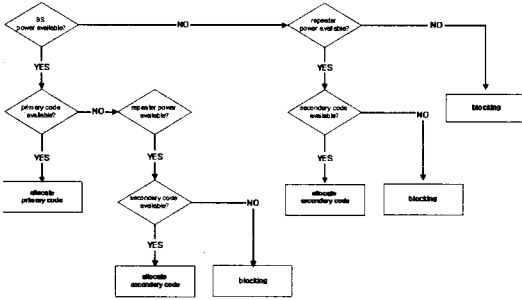 BS
power available?
NO
repeater
power available?
NO
YES
YES
primary code
available?
NO
repeater power
available?
secondary code
available?
NO
blocking
YES
YES
YES
allocate
primary code
secondary code
available?
NO
allocate
secondary code
blocking
YES
allocate
secondary code
blocking